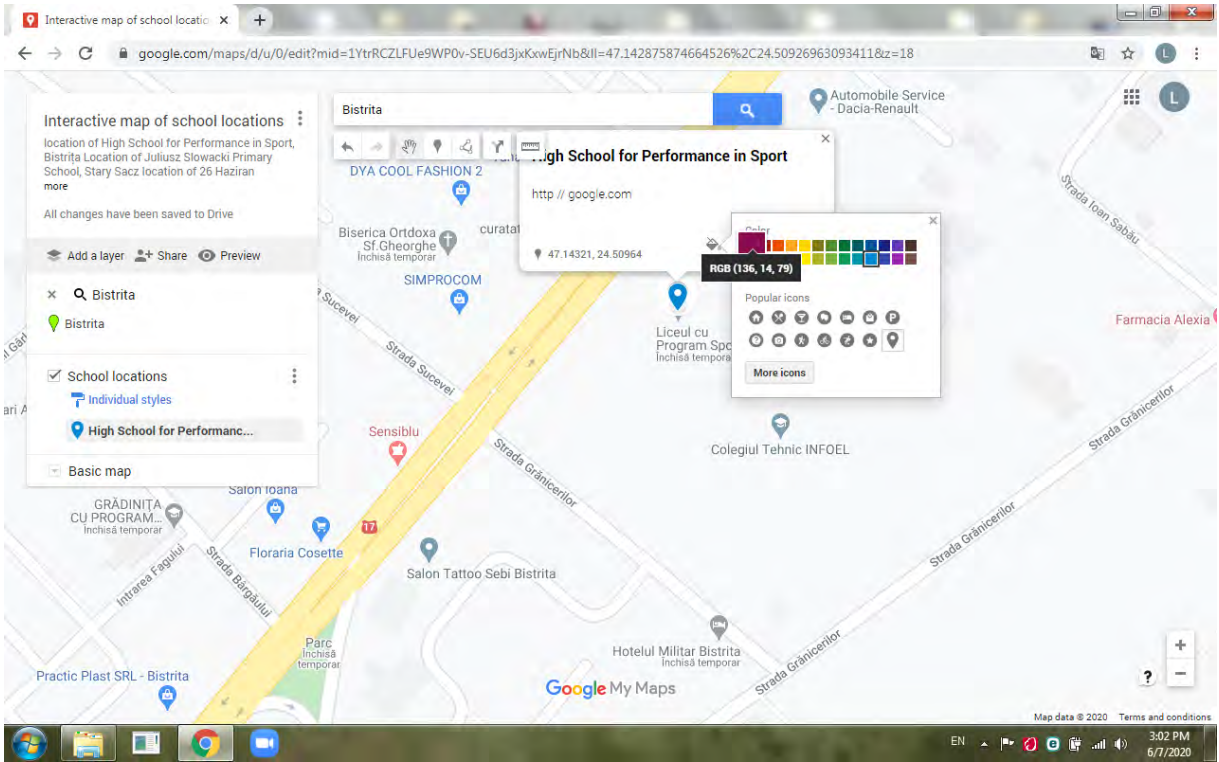 Interactive map of school locatio
google.com/maps/d/u/0/edit?mid=1YtrRCZLFUe9WP0v-SEU6d3jxKxwEjrNb&ll=47.142875874664526%2C24.50926963093411&z=18
L
Interactive map of school locations
location of High School for Performance in Sport,
Bistrița Location of Juliusz Slowacki Primary
School, Stary Sacz location of 26 Haziran
more
All changes have been saved to Drive
Add a layer
Share
Preview
Bistrita
Bistrita
School locations
Individual styles
High School for Performanc...
Basic map
Bistrita
L
High School for Performance in Sport
http // google.com
47.14321, 24.50964
Color
RGB (136, 14, 79)
Popular icons
More icons
Automobile Service
- Dacia-Renault
DYA COOL FASHION 2
Biserica Ortdoxa
Sf.Gheorghe
Închisă temporar
curatat
SIMPROCOM
Strada Ioan Sabău
Farmacia Alexia
Liceul cu
Program Spo
Închisă tempora
Sucevei
Strada Sucevei
Sensiblu
Colegiul Tehnic INFOEL
Strada Grănicerilor
Strada Grănicerilor
Salon Ioana
GRĂDINIȚA
CU PROGRAM...
Închisă temporar
17
Floraria Cosette
Salon Tattoo Sebi Bistrita
Strada Grănicerilor
Intrarea Fagului
Strada Bârgăului
Parc
Închisă
temporar
Hotelul Militar Bistrita
Închisă temporar
Strada Grănicerilor
Practic Plast SRL - Bistrita
Google My Maps
?
Map data © 2020 Terms and conditions
EN
3:02 PM
6/7/2020